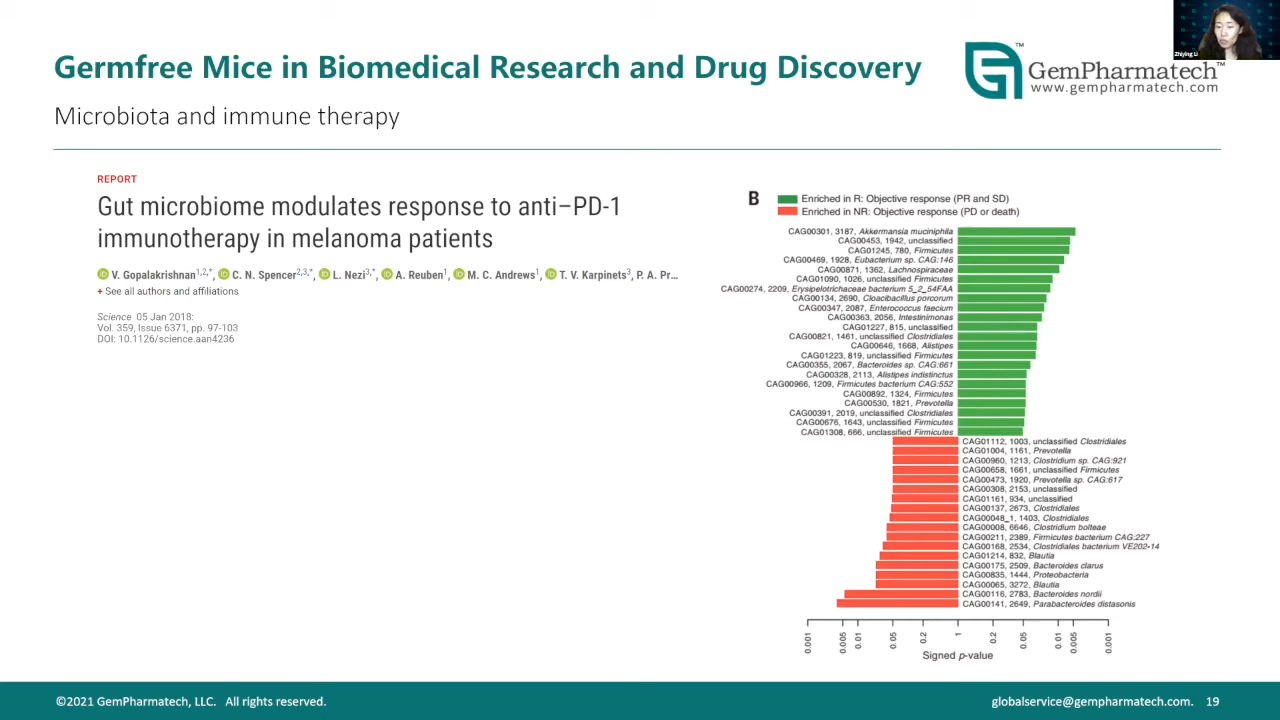 Germfree Mice in Biomedical Research and Drug Discovery
Microbiota and immune therapy
GemPharmatech™
www.gempharmatech.com
Zhiying Li
REPORT
Gut microbiome modulates response to anti–PD-1
immunotherapy in melanoma patients
V. Gopalakrishnan1,2,*, C. N. Spencer2,3,*, L. Nezi3,*, A. Reuben1, M. C. Andrews1, T. V. Karpinets3, P. A. Pr...
+ See all authors and affiliations
Science 05 Jan 2018:
Vol. 359, Issue 6371, pp. 97-103
DOI: 10.1126/science.aan4236
B
Enriched in R: Objective response (PR and SD)
Enriched in NR: Objective response (PD or death)
CAG00301, 3187, Akkermansia muciniphila
CAG00453, 1942, unclassified
CAG01245, 780, Firmicutes
CAG00469, 1928, Eubacterium sp. CAG:146
CAG00871, 1362, Lachnospiraceae
CAG01090, 1026, unclassified Firmicutes
CAG00274, 2209, Erysipelotrichaceae bacterium 5_2_54FAA
CAG00134, 2690, Cloacibacillus porcorum
CAG00347, 2087, Enterococcus faecium
CAG00363, 2056, Intestinimonas
CAG01227, 815, unclassified
CAG00821, 1461, unclassified Clostridiales
CAG00646, 1668, Alistipes
CAG01223, 819, unclassified Firmicutes
CAG00355, 2067, Bacteroides sp. CAG:661
CAG00328, 2113, Alistipes indistinctus
CAG00966, 1209, Firmicutes bacterium CAG:552
CAG00892, 1324, Firmicutes
CAG00530, 1821, Prevotella
CAG00391, 2019, unclassified Clostridiales
CAG00676, 1643, unclassified Firmicutes
CAG01308, 666, unclassified Firmicutes
CAG01112, 1003, unclassified Clostridiales
CAG01004, 1161, Prevotella
CAG00960, 1213, Clostridium sp. CAG:921
CAG00658, 1661, unclassified Firmicutes
CAG00473, 1920, Prevotella sp. CAG:617
CAG00308, 2153, unclassified
CAG01161, 934, unclassified
CAG00137, 2673, Clostridiales
CAG00048_1, 1403, Clostridiales
CAG00008, 6646, Clostridium bolteae
CAG00211, 2389, Firmicutes bacterium CAG:227
CAG00168, 2534, Clostridiales bacterium VE202-14
CAG01214, 832, Blautia
CAG00175, 2509, Bacteroides clarus
CAG00835, 1444, Proteobacteria
CAG00065, 3272, Blautia
CAG00116, 2783, Bacteroides nordii
CAG00141, 2649, Parabacteroides distasonis
0.001 0.005 0.01 0.05 0.2 1 0.2 0.05 0.01 0.005 0.001
Signed p-value
©2021 GemPharmatech, LLC. All rights reserved.
globalservice@gempharmatech.com. 19